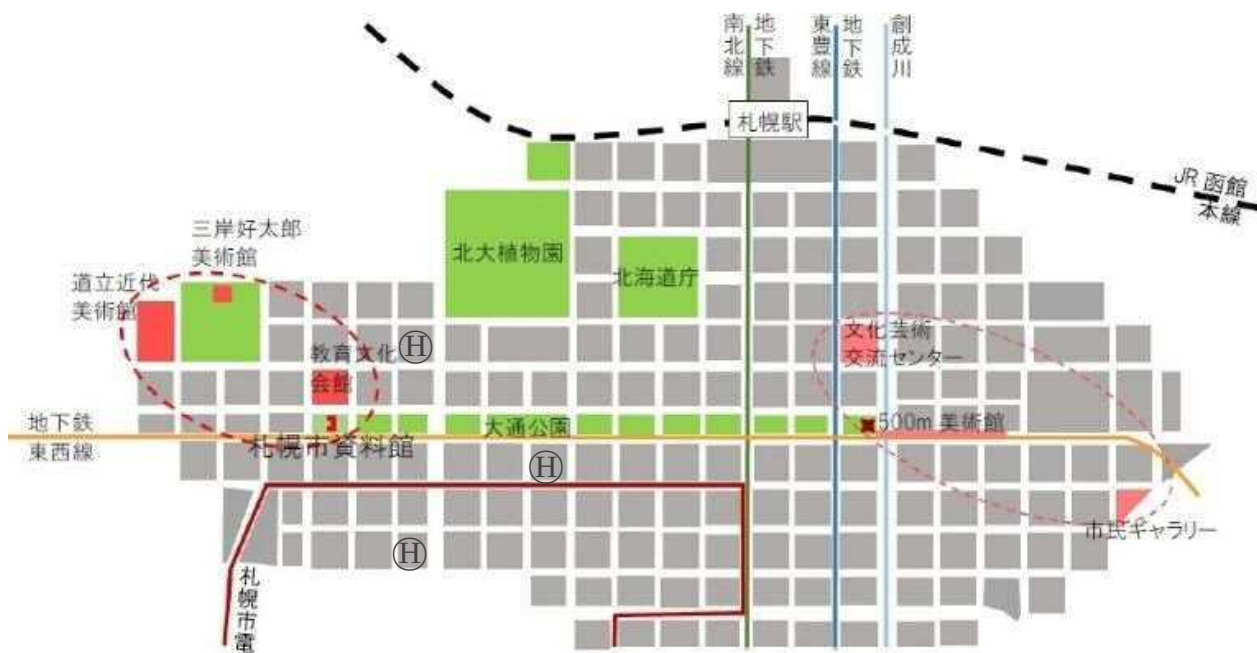 南北線
地下鉄
東豊線
地下鉄
創成川
札幌駅
JR 函館
本線
三岸好太郎
美術館
道立近代
美術館
北大植物園
北海道庁
文化芸術
交流センター
教育文化
会館
Ⓗ
地下鉄
東西線
大通公園
500m 美術館
札幌市資料館
Ⓗ
市民ギャラリー
Ⓗ
札幌市電